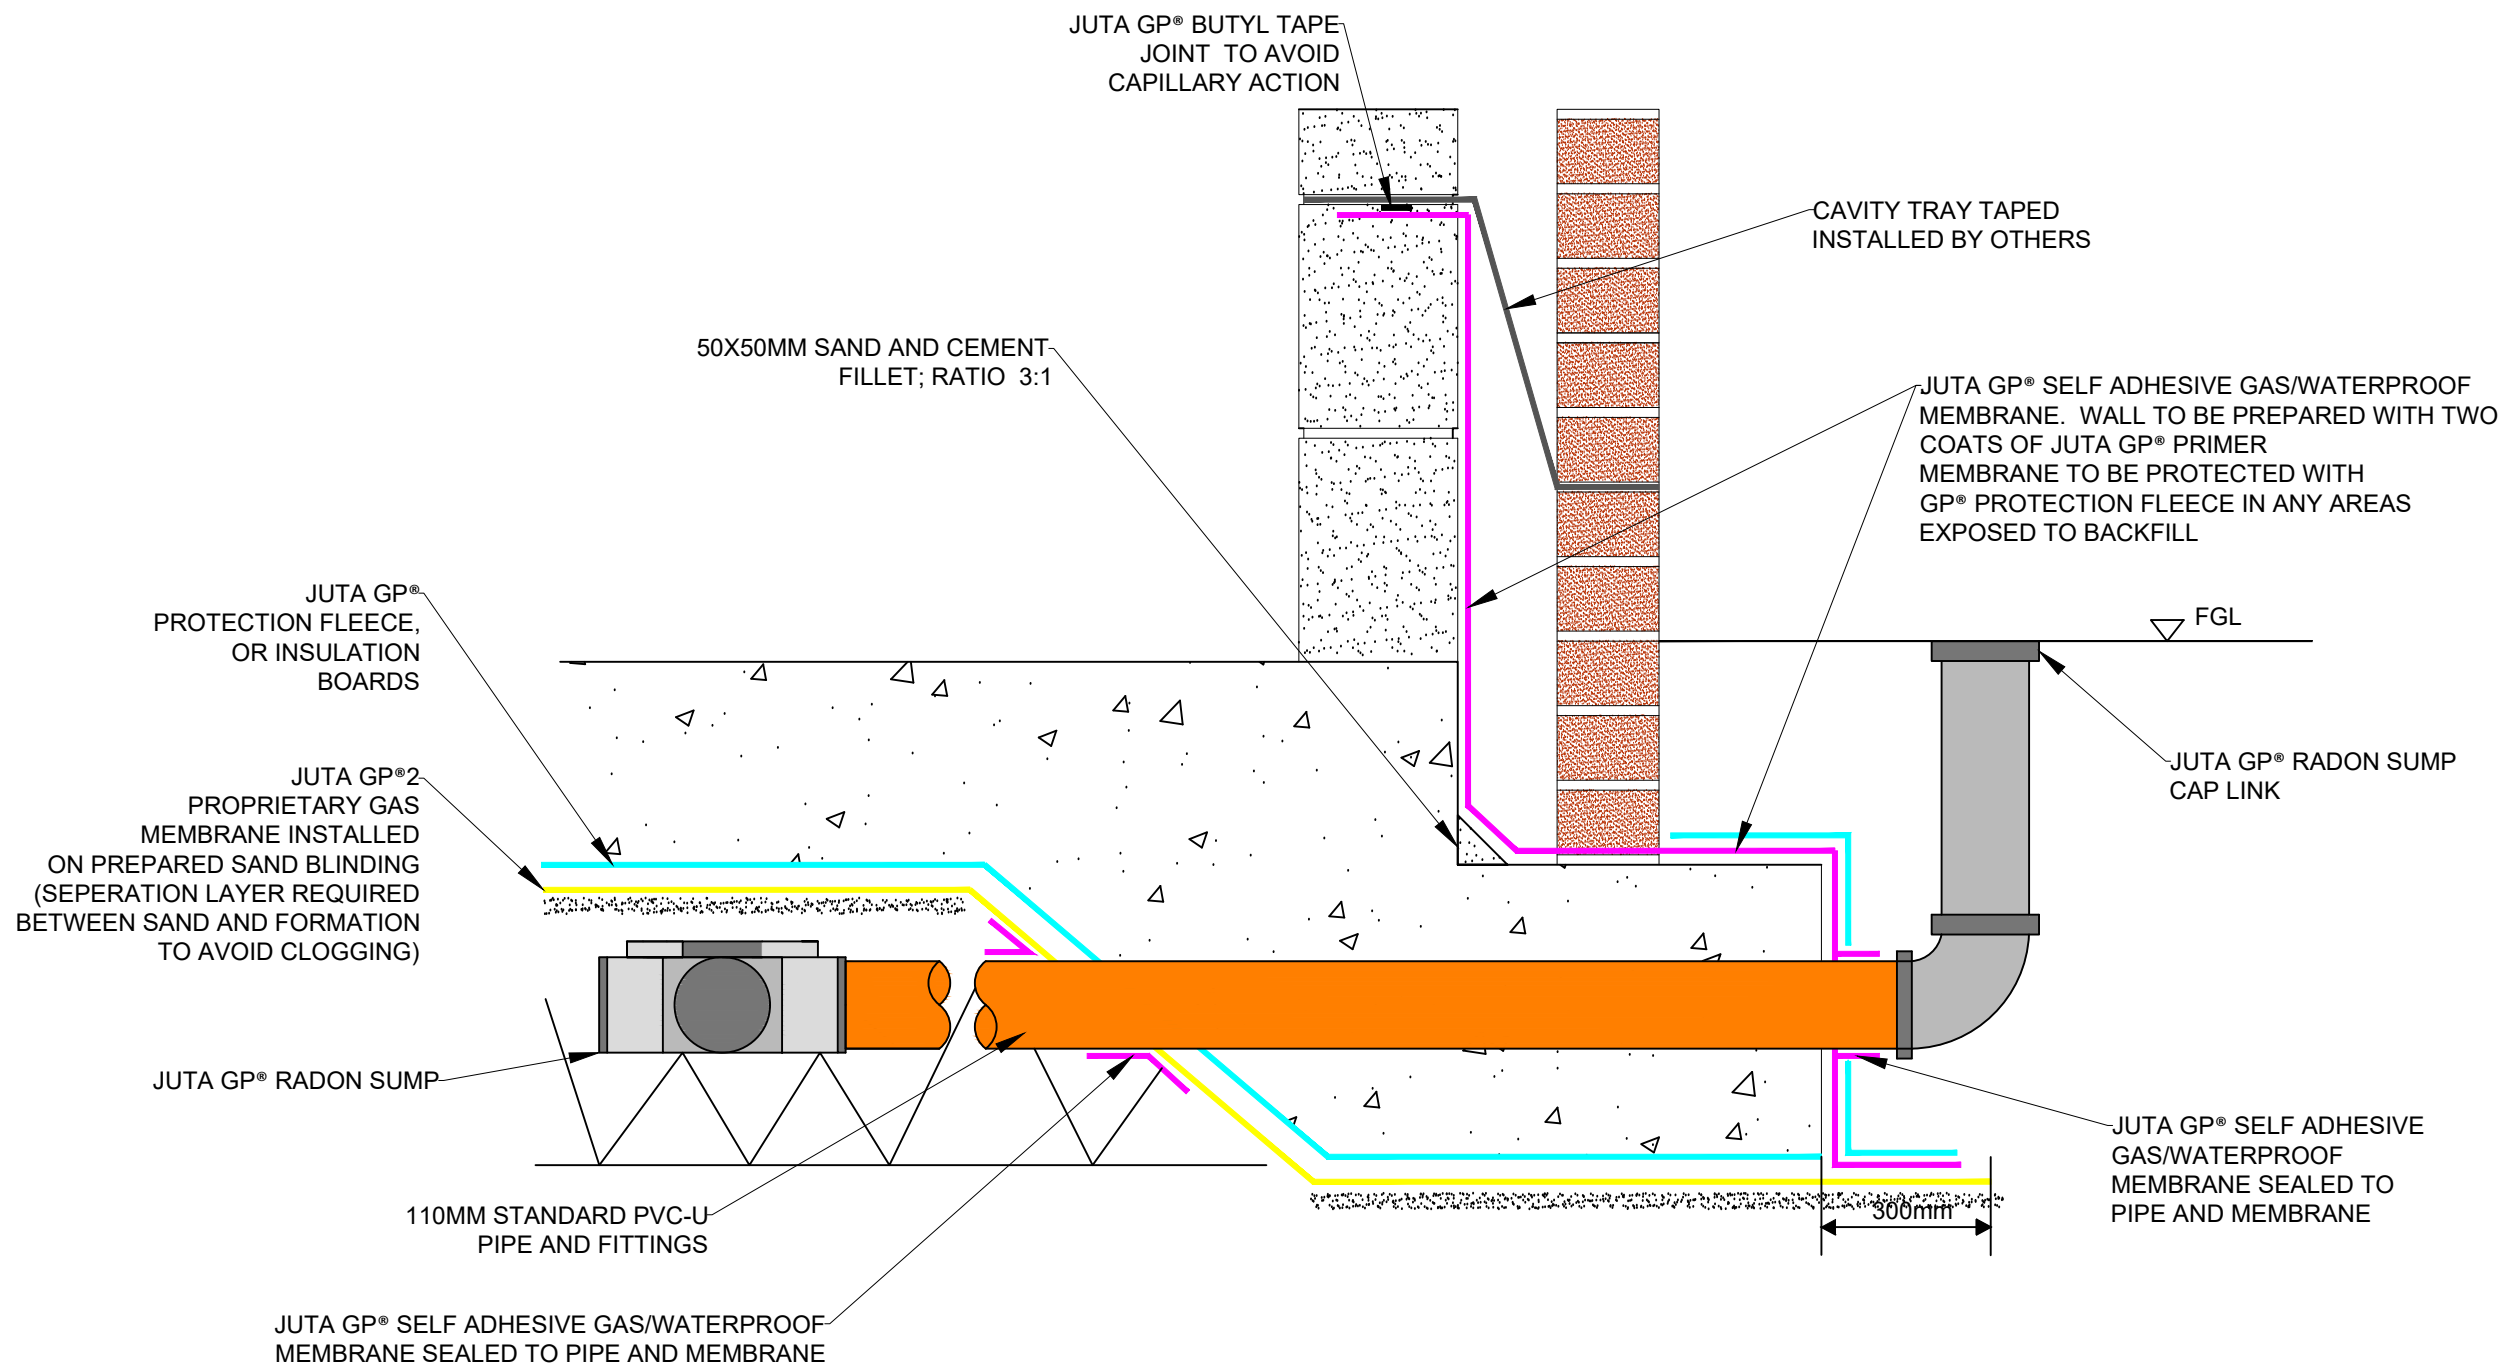 JUTA GP® BUTYL TAPE
JOINT TO AVOID
CAPILLARY ACTION
CAVITY TRAY TAPED
INSTALLED BY OTHERS
50X50MM SAND AND CEMENT
FILLET; RATIO 3:1
JUTA GP® SELF ADHESIVE GAS/WATERPROOF
MEMBRANE. WALL TO BE PREPARED WITH TWO
COATS OF JUTA GP® PRIMER
MEMBRANE TO BE PROTECTED WITH
GP® PROTECTION FLEECE IN ANY AREAS
EXPOSED TO BACKFILL
JUTA GP®
PROTECTION FLEECE,
OR INSULATION
BOARDS
FGL
JUTA GP®2
PROPRIETARY GAS
MEMBRANE INSTALLED
ON PREPARED SAND BLINDING
(SEPERATION LAYER REQUIRED
BETWEEN SAND AND FORMATION
TO AVOID CLOGGING)
JUTA GP® RADON SUMP
CAP LINK
JUTA GP® RADON SUMP
JUTA GP® SELF ADHESIVE
GAS/WATERPROOF
MEMBRANE SEALED TO
PIPE AND MEMBRANE
300mm
110MM STANDARD PVC-U
PIPE AND FITTINGS
JUTA GP® SELF ADHESIVE GAS/WATERPROOF
MEMBRANE SEALED TO PIPE AND MEMBRANE